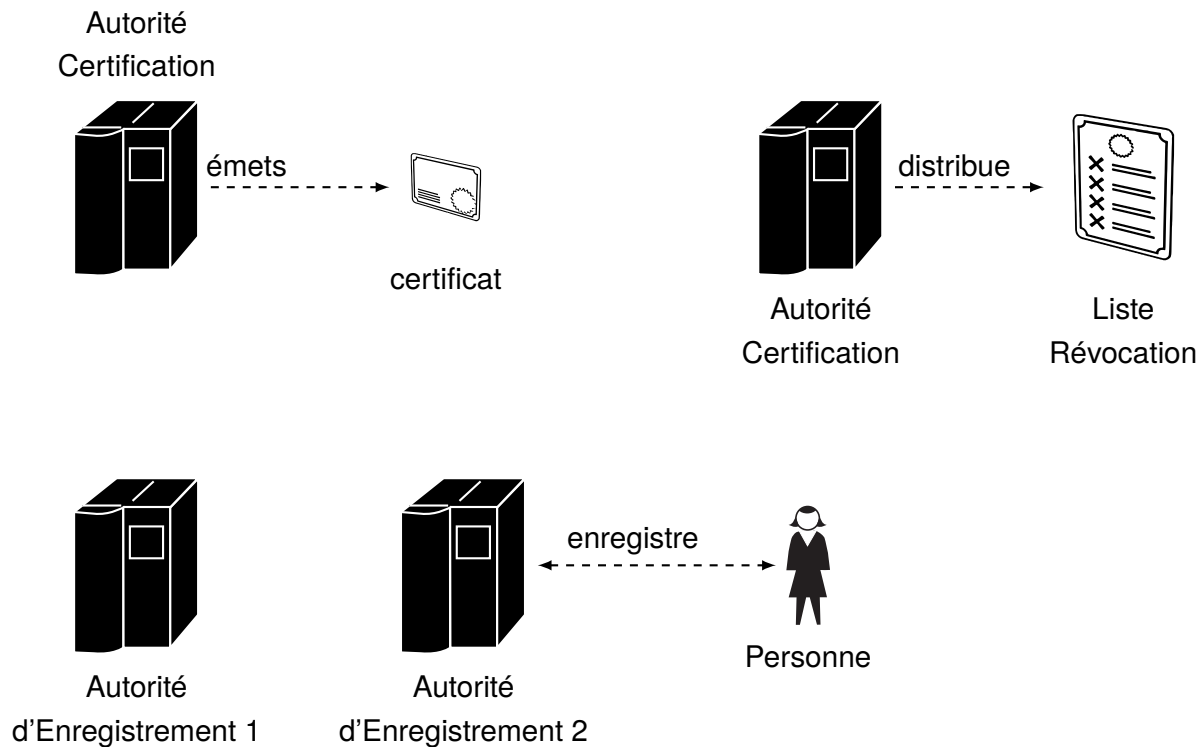 Autorité
Certification
émets
distribue
certificat
Autorité
Certification
Liste
Révocation
enregistre
Personne
Autorité
d'Enregistrement 1
Autorité
d'Enregistrement 2